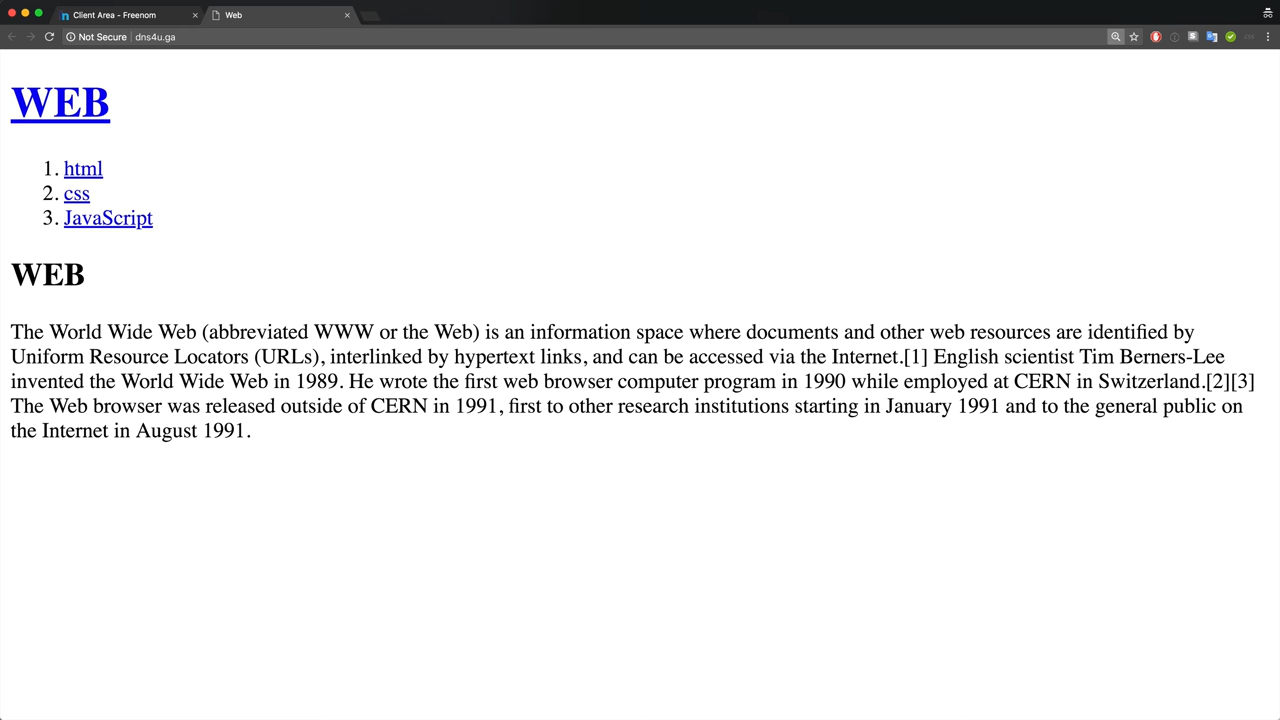 Client Area - Freenom
Web
Not Secure
dns4u.ga
WEB
1. html
2. css
3. JavaScript
WEB
The World Wide Web (abbreviated WWW or the Web) is an information space where documents and other web resources are identified by
Uniform Resource Locators (URLs), interlinked by hypertext links, and can be accessed via the Internet.[1] English scientist Tim Berners-Lee
invented the World Wide Web in 1989. He wrote the first web browser computer program in 1990 while employed at CERN in Switzerland.[2][3]
The Web browser was released outside of CERN in 1991, first to other research institutions starting in January 1991 and to the general public on
the Internet in August 1991.